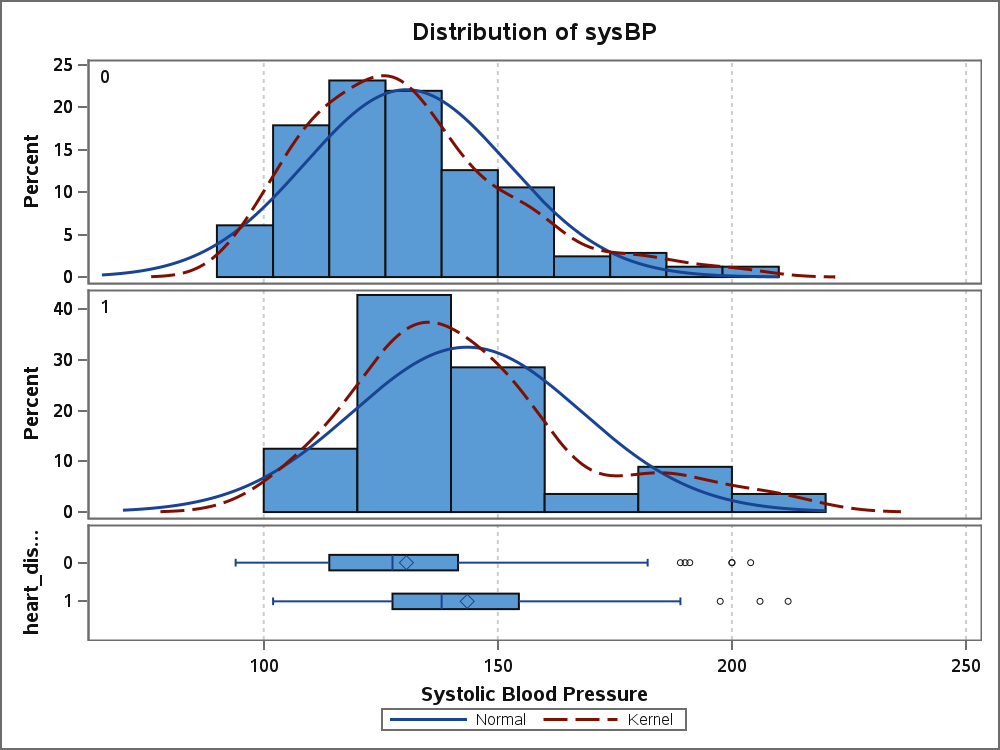 Distribution of sysBP
0
Percent
25
20
15
10
5
0
1
Percent
40
30
20
10
0
heart_dis...
0
1
100 150 200 250
Systolic Blood Pressure
Normal Kernel